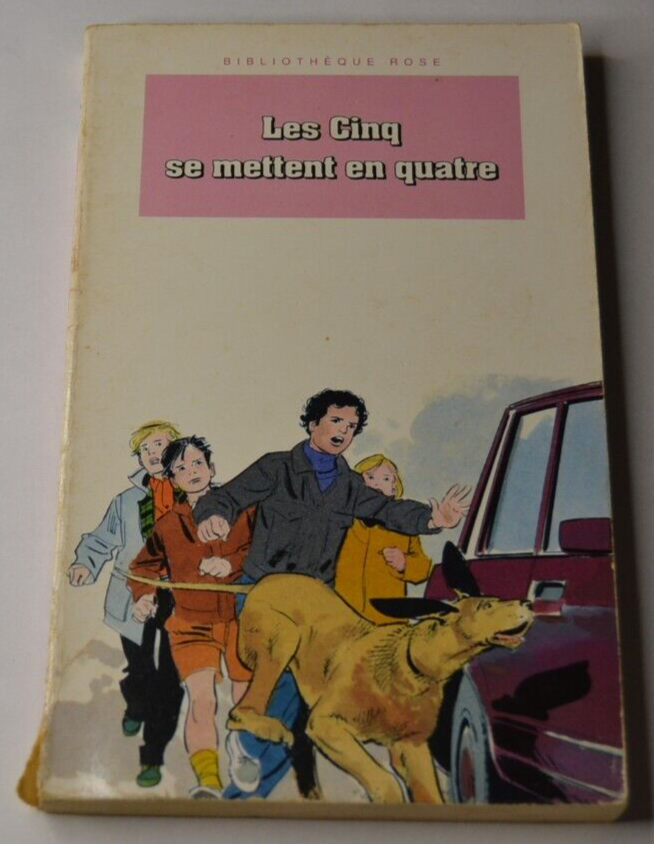 BIBLIOTHÈQUE ROSE
Les Cinq
se mettent en quatre